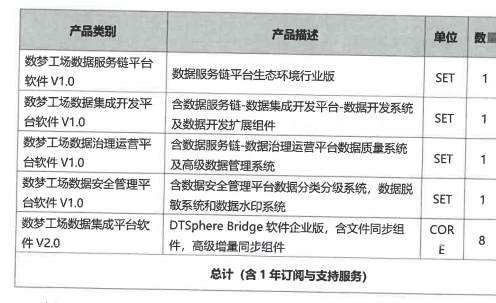 产品类别 产品描述 单位 数量
数梦工场数据服务链平台
软件 V1.0
数据服务链平台生态环境行业版 SET 1
数梦工场数据集成开发平
台软件 V1.0
含数据服务链-数据集成开发平台-数据开发系统
及数据开发扩展组件
SET 1
数梦工场数据治理运营平
台软件 V1.0
含数据服务链-数据治理运营平台数据质量系统
及高级数据管理系统
SET 1
数梦工场数据安全管理平
台软件 V1.0
含数据安全管理平台数据分类分级系统，数据脱
敏系统和数据水印系统
SET 1
数梦工场数据集成平台软
件 V2.0
DTSphere Bridge 软件企业版，含文件同步组
件，高级增量同步组件
COR
E
8
总计（含 1 年订阅与支持服务）